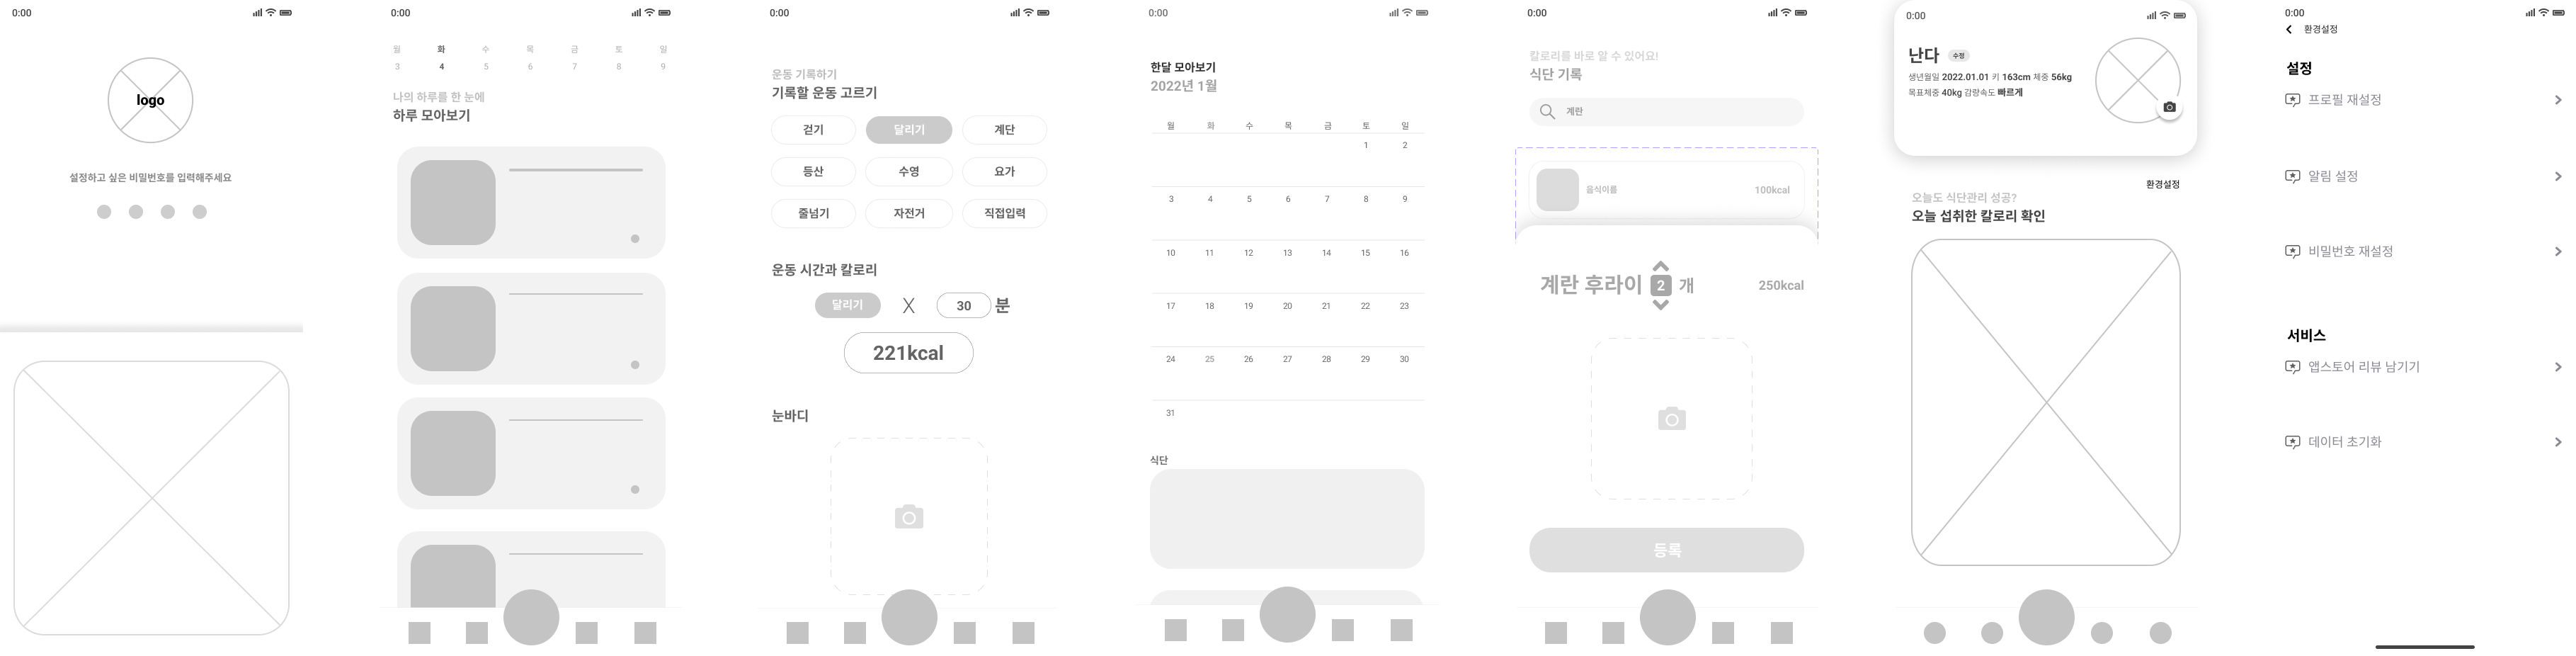 0:00
logo
설정하고 싶은 비밀번호를 입력해주세요
0:00
월 화 수 목 금 토 일
3 4 5 6 7 8 9
나의 하루를 한 눈에
하루 모아보기
0:00
운동 기록하기
기록할 운동 고르기
걷기 달리기 계단
등산 수영 요가
줄넘기 자전거 직접입력
운동 시간과 칼로리
달리기 X 30 분
221kcal
눈바디
0:00
한달 모아보기
2022년 1월
월 화 수 목 금 토 일
1 2
3 4 5 6 7 8 9
10 11 12 13 14 15 16
17 18 19 20 21 22 23
24 25 26 27 28 29 30
31
식단
0:00
칼로리를 바로 알 수 있어요!
식단 기록
계란
음식이름 100kcal
계란 후라이 2 개 250kcal
등록
0:00
난다 수정
생년월일 2022.01.01 키 163cm 체중 56kg
목표체중 40kg 감량속도 빠르게
환경설정
오늘도 식단관리 성공?
오늘 섭취한 칼로리 확인
0:00
환경설정
설정
프로필 재설정
알림 설정
비밀번호 재설정
서비스
앱스토어 리뷰 남기기
데이터 초기화